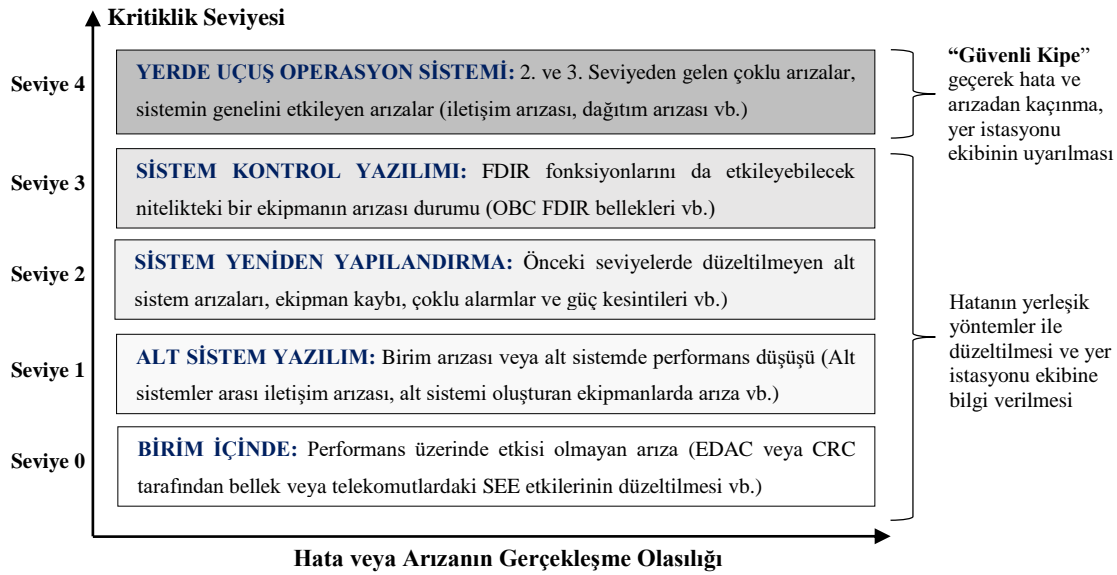 Kritiklik Seviyesi
Seviye 4
YERDE UÇUŞ OPERASYON SİSTEMİ: 2. ve 3. Seviyeden gelen çoklu arızalar,
sistemin genelini etkileyen arızalar (iletişim arızası, dağıtım arızası vb.)
“Güvenli Kipe”
geçerek hata ve
arızadan kaçınma,
yer istasyonu
ekibinin uyarılması
Seviye 3
SİSTEM KONTROL YAZILIMI: FDIR fonksiyonlarını da etkileyebilecek
nitelikteki bir ekipmanın arızası durumu (OBC FDIR bellekleri vb.)
Seviye 2
SİSTEM YENİDEN YAPILANDIRMA: Önceki seviyelerde düzeltilmeyen alt
sistem arızaları, ekipman kaybı, çoklu alarmlar ve güç kesintileri vb.)
Seviye 1
ALT SİSTEM YAZILIM: Birim arızası veya alt sistemde performans düşüşü (Alt
sistemler arası iletişim arızası, alt sistemi oluşturan ekipmanlarda arıza vb.)
Seviye 0
BİRİM İÇİNDE: Performans üzerinde etkisi olmayan arıza (EDAC veya CRC
tarafından bellek veya telekomutlardaki SEE etkilerinin düzeltilmesi vb.)
Hatanın yerleşik
yöntemler ile
düzeltilmesi ve yer
istasyonu ekibine
bilgi verilmesi
Hata veya Arızanın Gerçekleşme Olasılığı